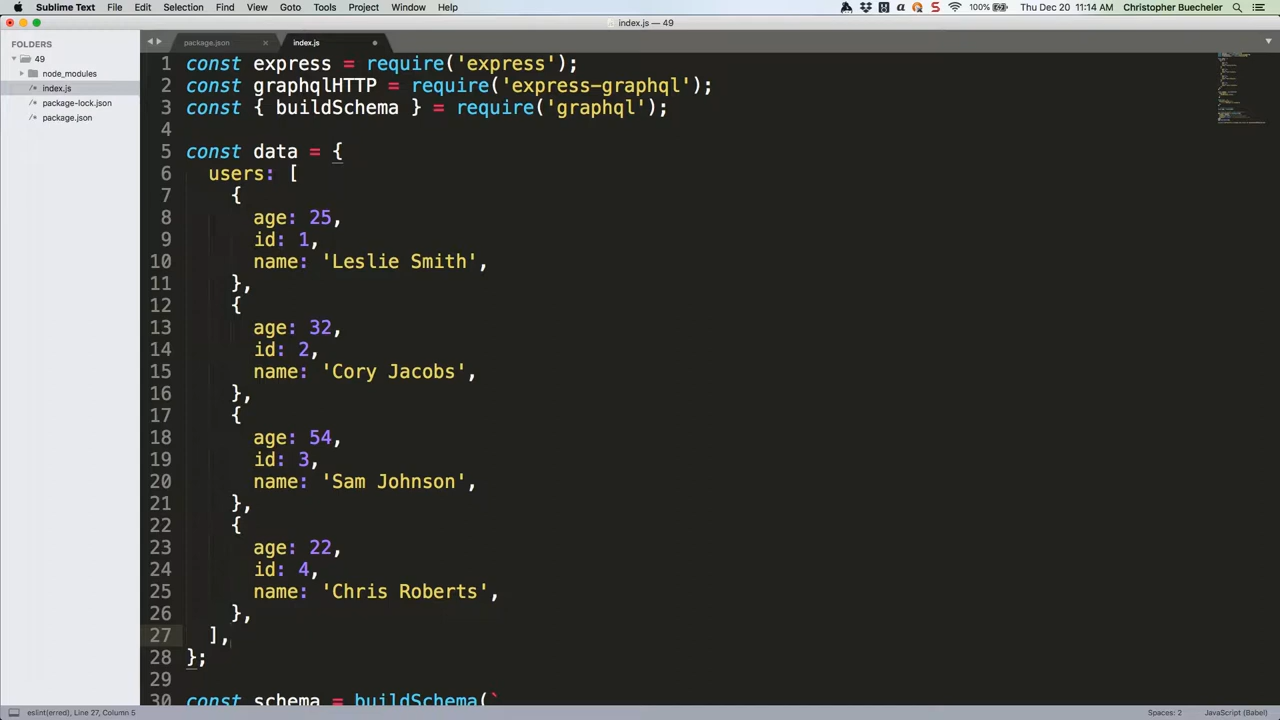 Sublime Text File Edit Selection Find View Goto Tools Project Window Help 100% Thu Dec 20 11:14 AM Christopher Buecheler
index.js — 49
FOLDERS
49
node_modules
index.js
package-lock.json
package.json
package.json × index.js
1 const express = require('express');
2 const graphqlHTTP = require('express-graphql');
3 const { buildSchema } = require('graphql');
4
5 const data = {
6 users: [
7 {
8 age: 25,
9 id: 1,
10 name: 'Leslie Smith',
11 },
12 {
13 age: 32,
14 id: 2,
15 name: 'Cory Jacobs',
16 },
17 {
18 age: 54,
19 id: 3,
20 name: 'Sam Johnson',
21 },
22 {
23 age: 22,
24 id: 4,
25 name: 'Chris Roberts',
26 },
27 ],
28 };
29
30 const schema = buildSchema(`
eslint(erred), Line 27, Column 5 Spaces: 2 JavaScript (Babel)